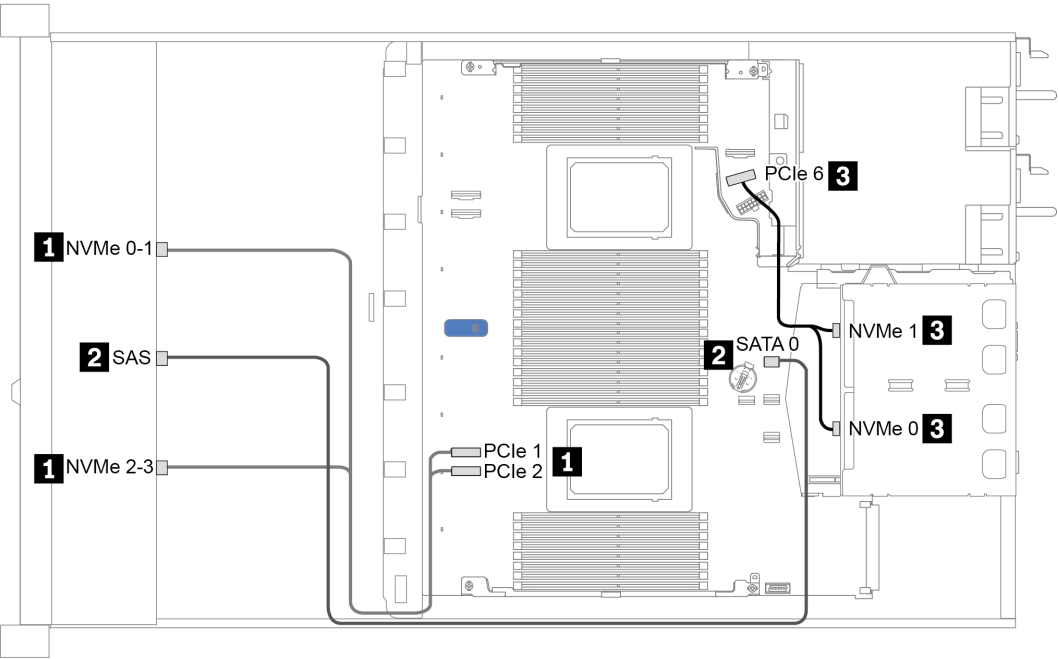 PCIe 6 3
1 NVMe 0-1
NVMe 1 3
2 SAS
2 SATA 0
NVMe 0 3
1 NVMe 2-3
PCIe 1
PCIe 2
1